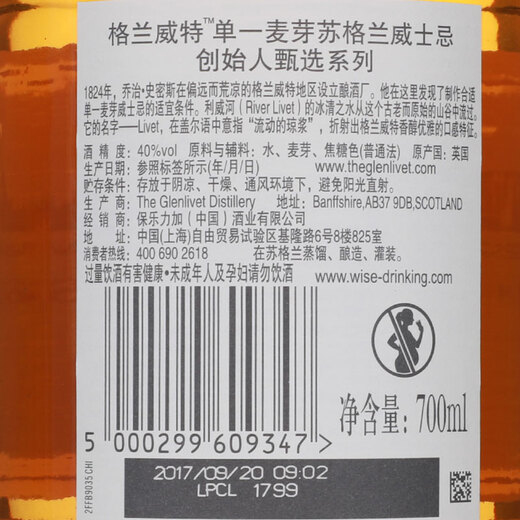 格兰威特™单一麦芽苏格兰威士忌
创始人甄选系列
1824年，乔治·史密斯在偏远而荒凉的格兰威特地区设立酿酒厂。他在这里发现了制作合适
单一麦芽威士忌的适宜条件。利威河（River Livet）的冰清之水从这个古老而原始的山谷中流过。
它的名字——Livet，在盖尔语中意指“流动的琼浆”，折射出格兰威特香醇优雅的口感特征。
酒精度：40%vol 原料与辅料：水、麦芽、焦糖色(普通法) 原产国：英国
生产日期：参照标签所示(年/月/日) www.theglenlivet.com
贮存条件：存放于阴凉、干燥、通风环境下，避免阳光直射。
生产商：The Glenlivet Distillery 地址：Banffshire,AB37 9DB,SCOTLAND
经销商：保乐力加（中国）酒业有限公司
地址：中国(上海)自由贸易试验区基隆路6号8楼825室
消费者热线：400 690 2618 在苏格兰蒸馏、酿造、灌装。
过量饮酒有害健康·未成年人及孕妇请勿饮酒 www.wise-drinking.com
净含量：700ml
5 000299 609347 >
2017/09/20 09:02
LPCL 1799
2FFB9035 CHI